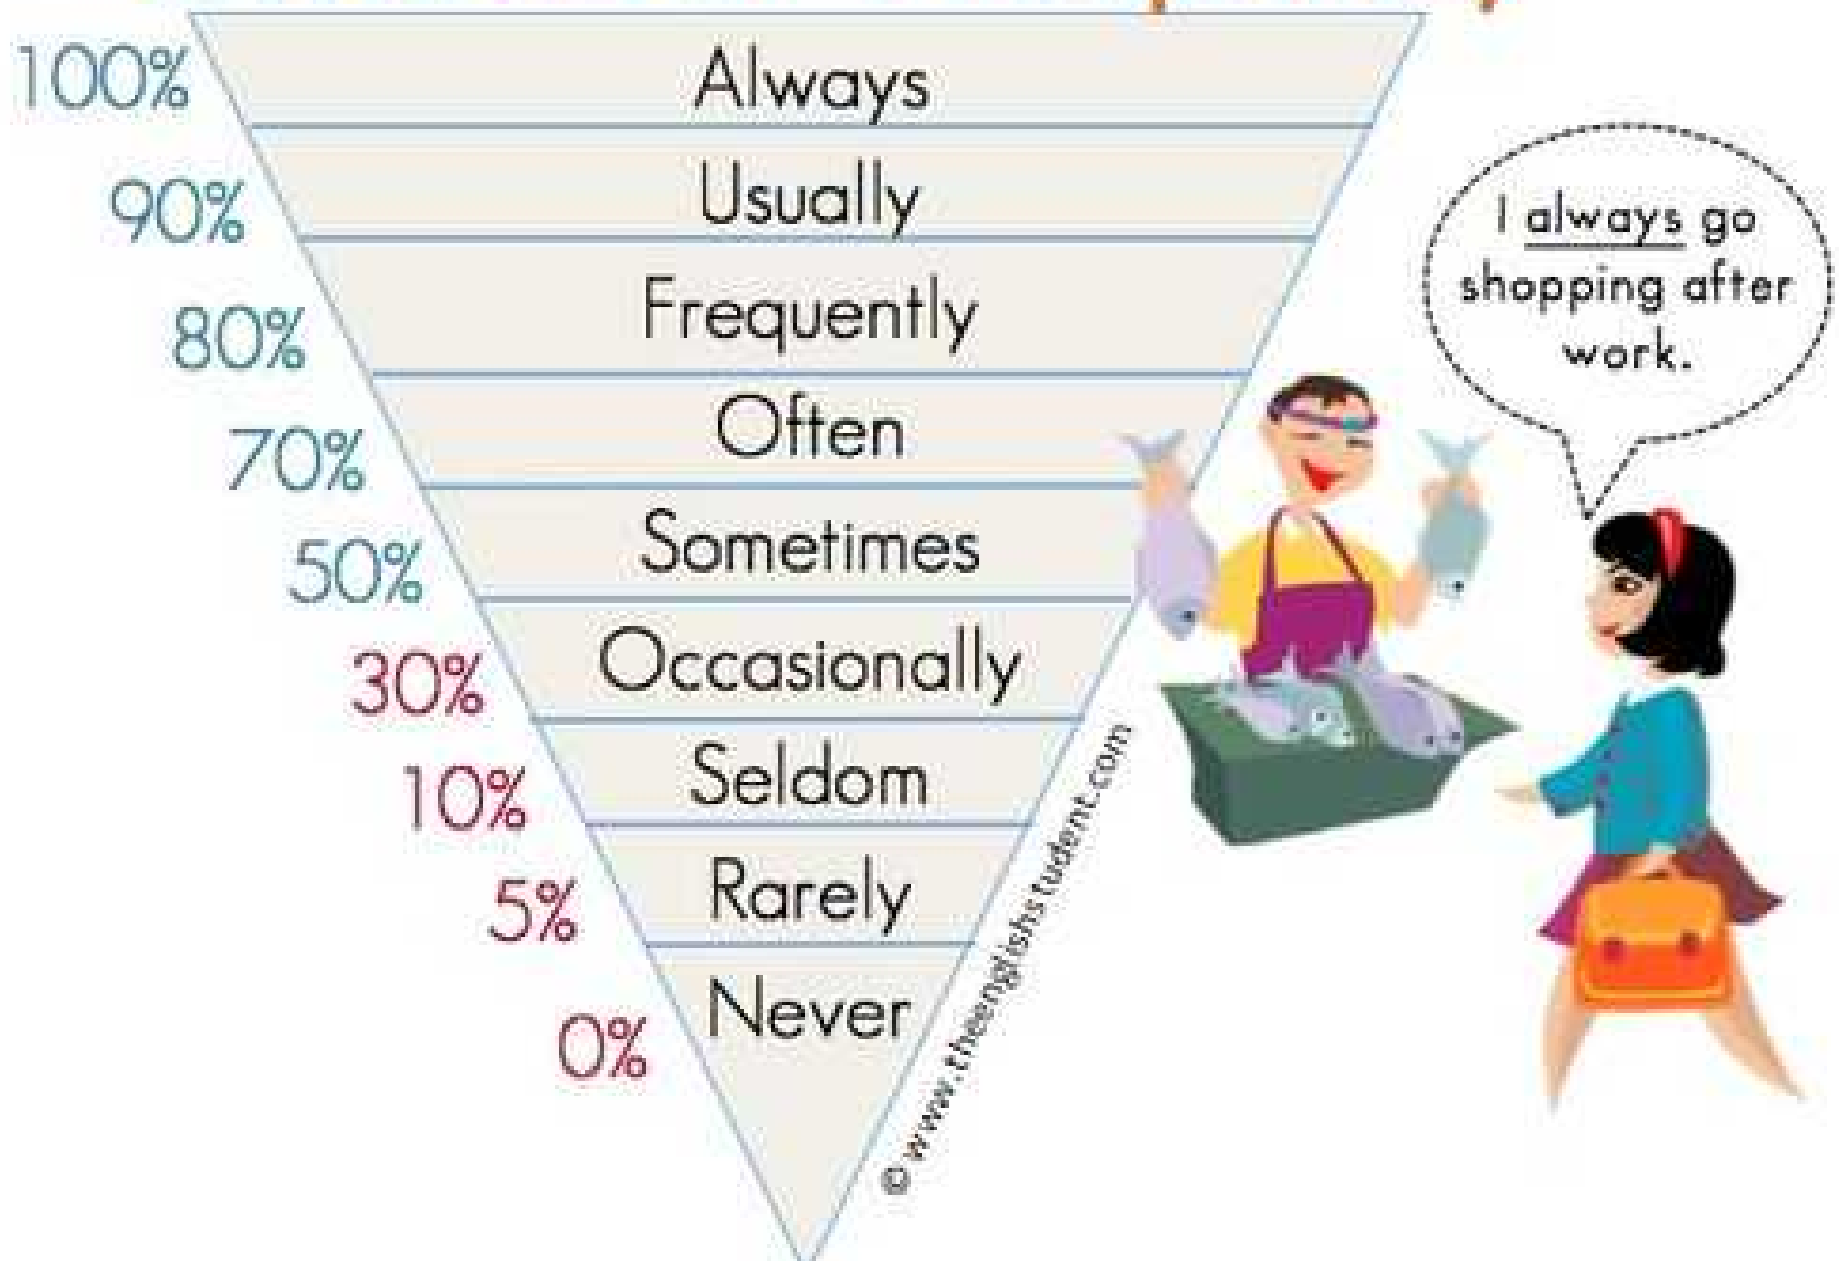 100% Always
90% Usually
80% Frequently
70% Often
50% Sometimes
30% Occasionally
10% Seldom
5% Rarely
0% Never
I always go
shopping after
work.
© www.theenglishstudent.com